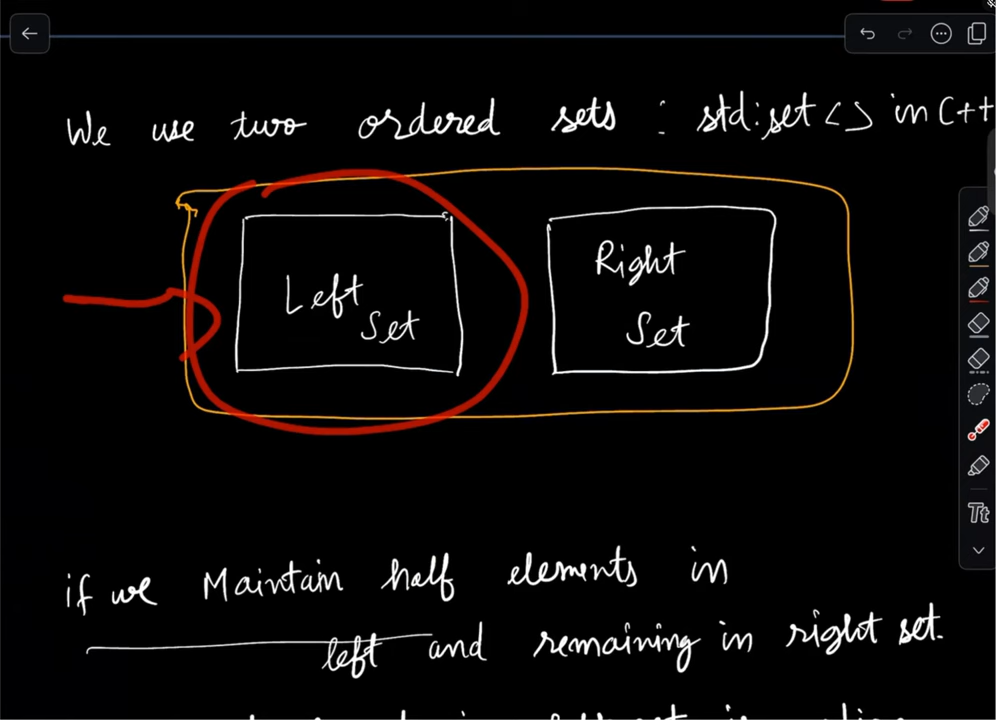 We use two ordered sets : std:set <> in C++
Left
Set
Right
Set
if we Maintain half elements in
left and remaining in right set.
Tt